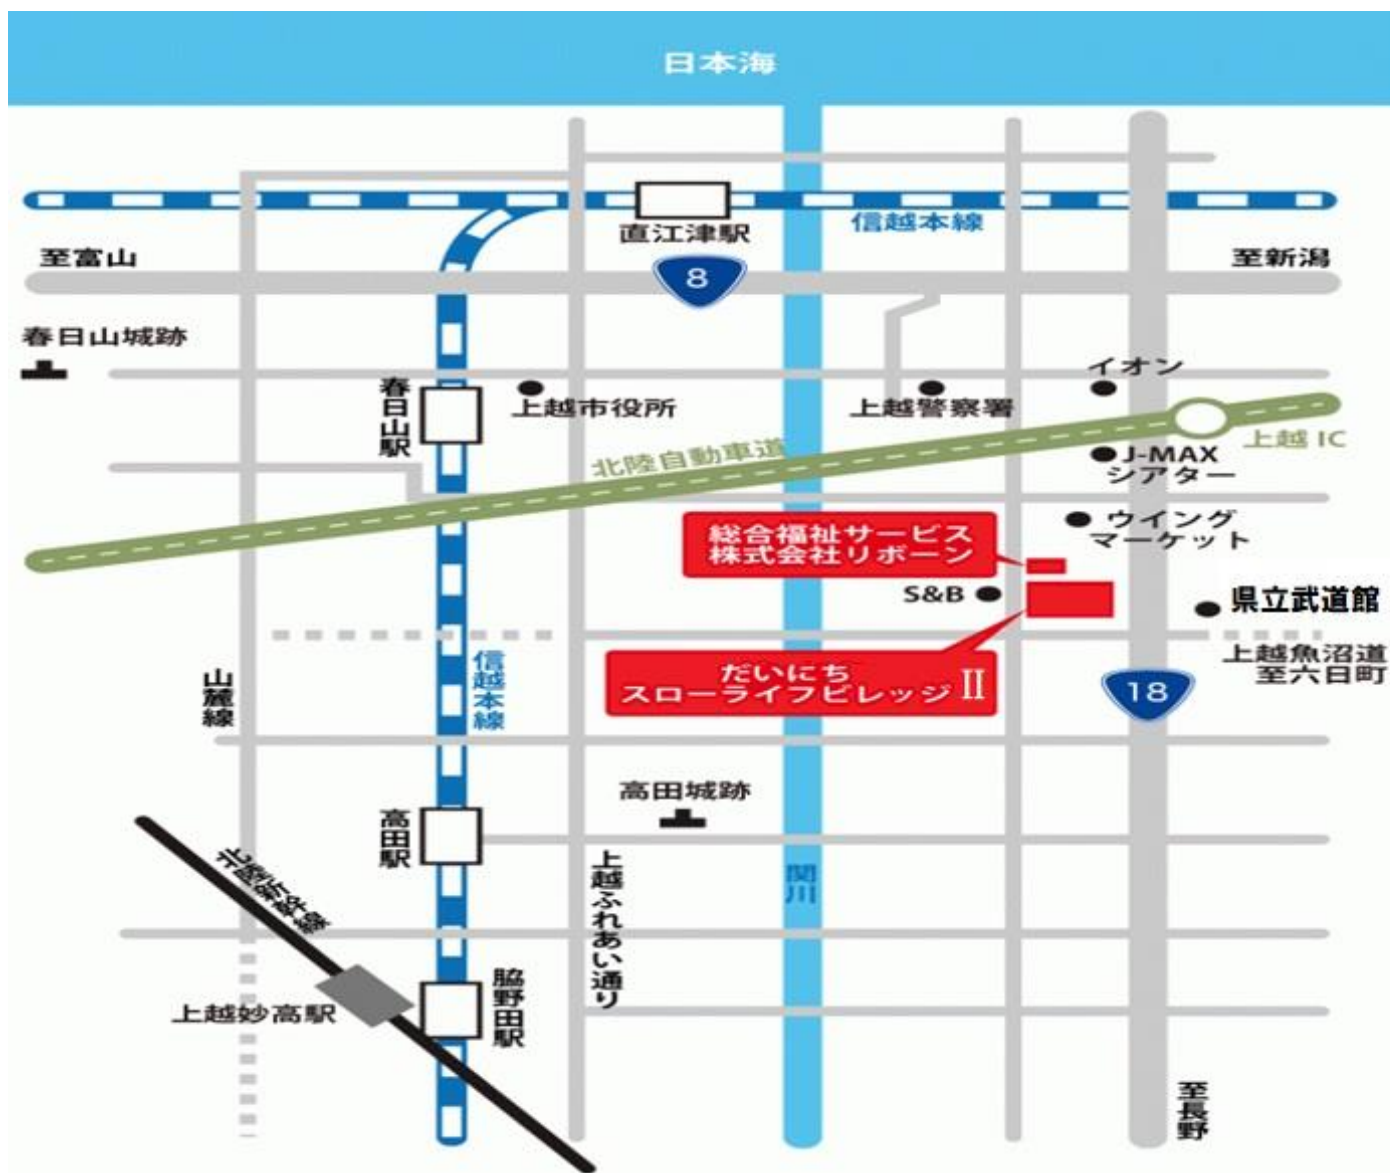 日本海
直江津駅
信越本線
至富山
8
至新潟
春日山城跡
イオン
春日山駅
上越市役所
上越警察署
上越 IC
北陸自動車道
J-MAX
シアター
総合福祉サービス
株式会社リボーン
ウイング
マーケット
S&B
県立武道館
だいにち
スローライフビレッジ II
上越魚沼道
至六日町
山麓線
信越本線
18
高田城跡
高田駅
北陸新幹線
上越ふれあい通り
関川
脇野田駅
上越妙高駅
至長野